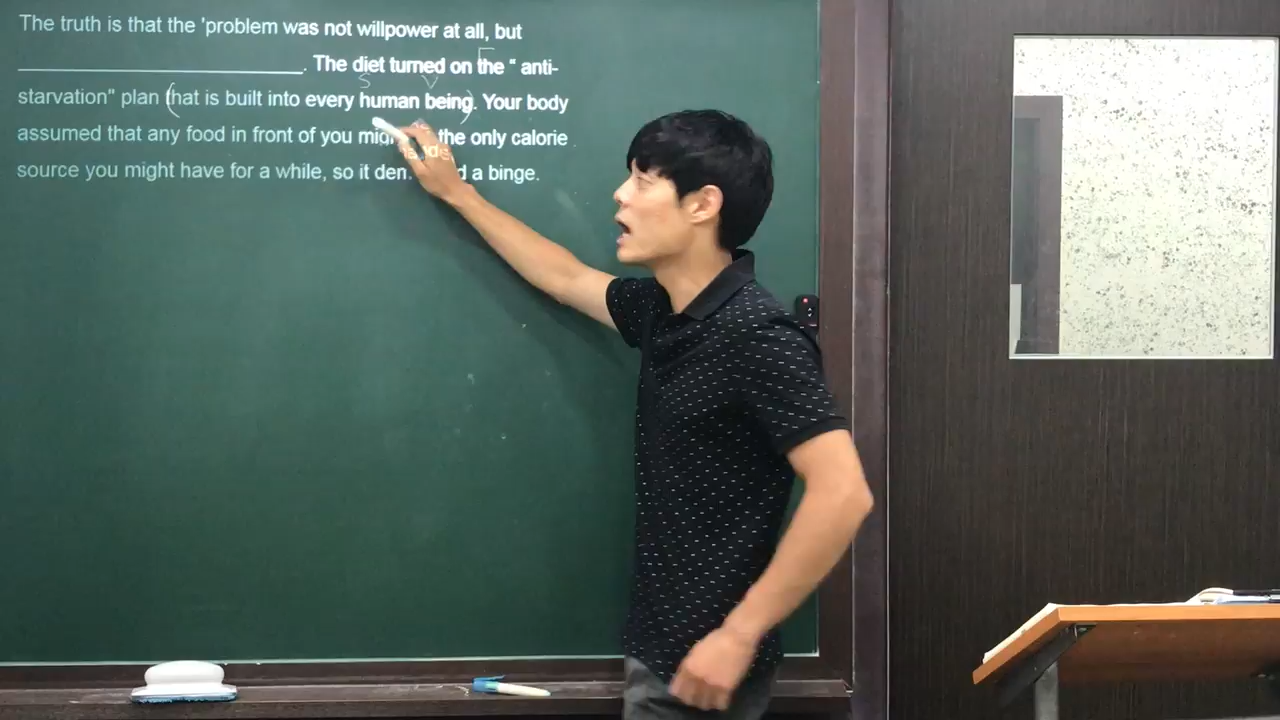 The truth is that the 'problem was not willpower at all, but
____________________. The diet turned on the “ anti-
S V
starvation" plan (that is built into every human being). Your body
assumed that any food in front of you the only calorie
source you might have for a while, so it a binge.